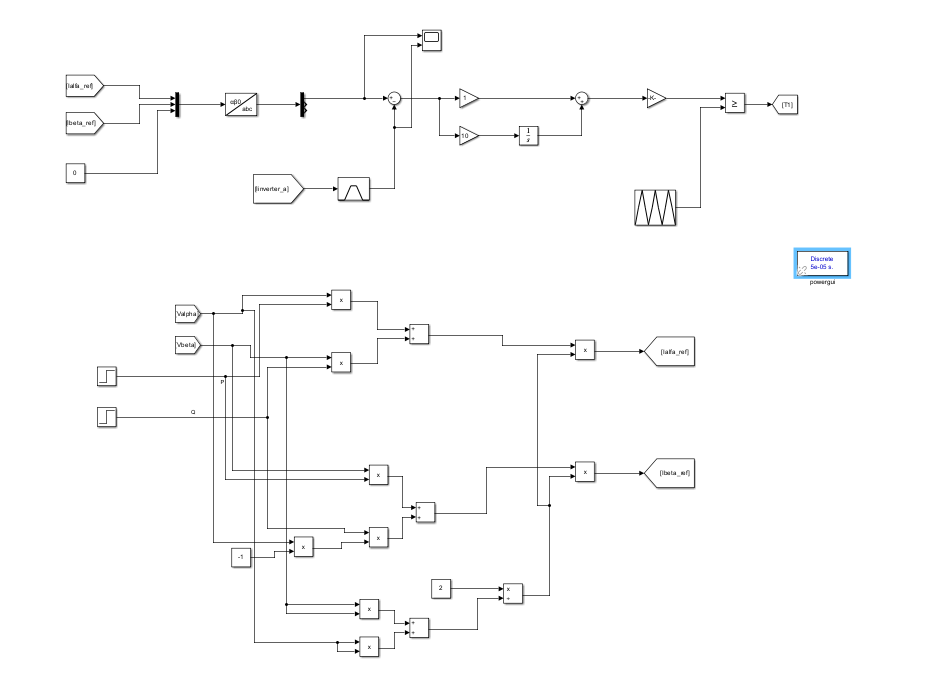 [Ialfa_ref]
[Ibeta_ref]
0
αβ0
abc
+
-
1
10
1
s
+
+
-K-
≥
[T1]
[Iinverter_a]
Discrete
5e-05 s.
powergui
Valpha]
Vbeta]
P
Q
x
x
+
+
x
[Ialfa_ref]
x
+
+
x
[Ibeta_ref]
-1
x
x
2
x
÷
x
x
+
+